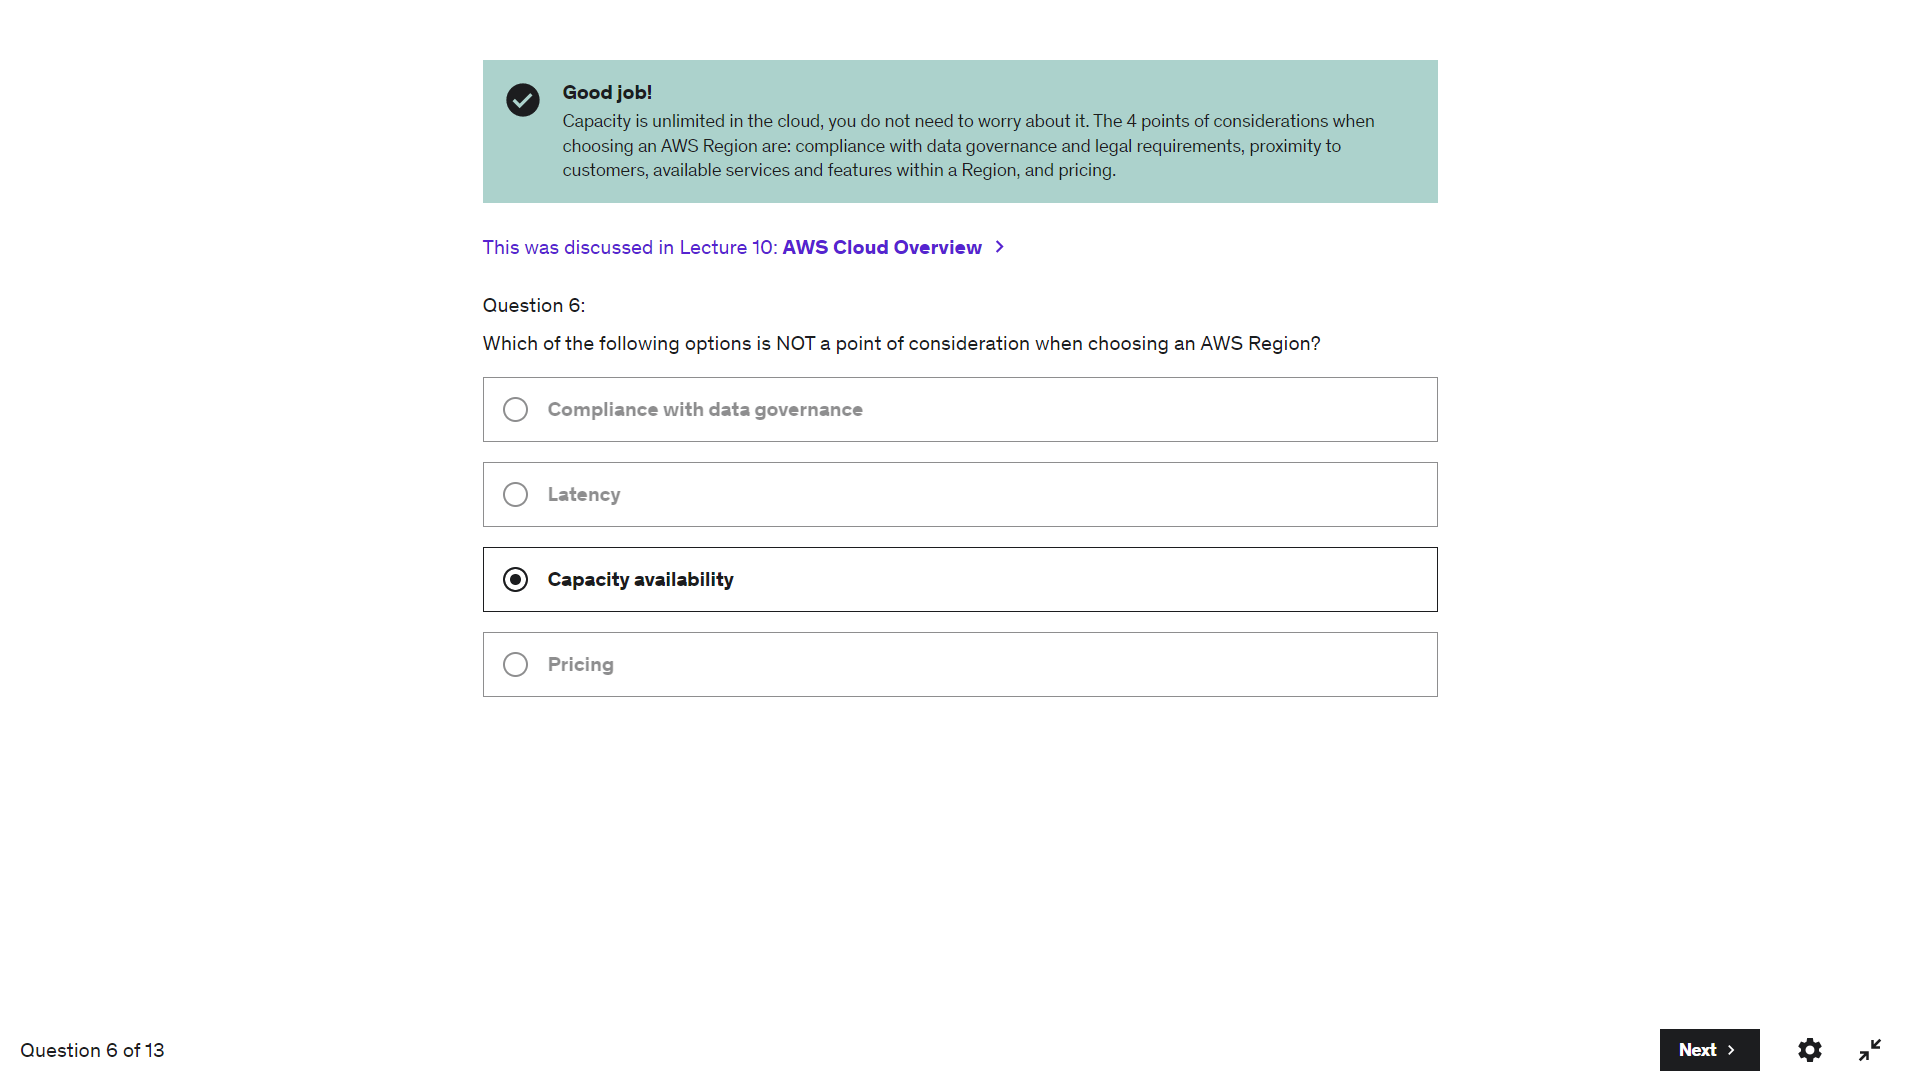 Good job!
Capacity is unlimited in the cloud, you do not need to worry about it. The 4 points of considerations when
choosing an AWS Region are: compliance with data governance and legal requirements, proximity to
customers, available services and features within a Region, and pricing.
This was discussed in Lecture 10: AWS Cloud Overview
Question 6:
Which of the following options is NOT a point of consideration when choosing an AWS Region?
Compliance with data governance
Latency
Capacity availability
Pricing
Question 6 of 13
Next